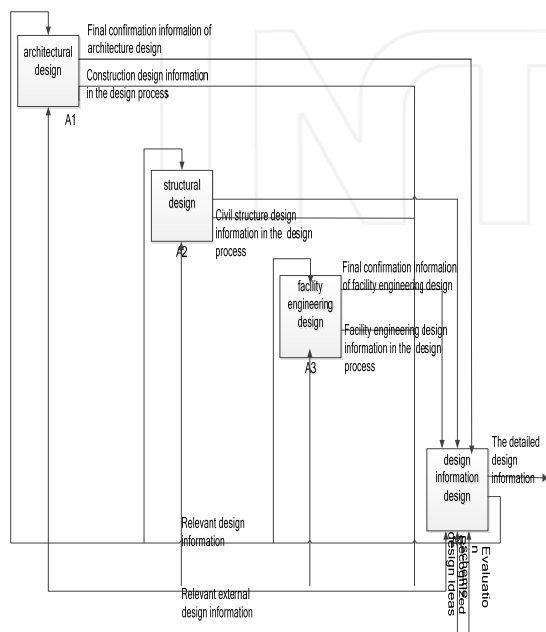 Final confirmation information of
architecture design
architectural
design
Construction design information
in the design process
A1
structural
design
Civil structure design
information in the design
process
A2
Final confirmation information
of facility engineering design
facility
engineering
design
Facility engineering design
information in the design
process
A3
The detailed
design
information
design
information
design
Relevant design
information
Relevant external
design information
design Ideas
Recognized
Evaluatio
n
INT